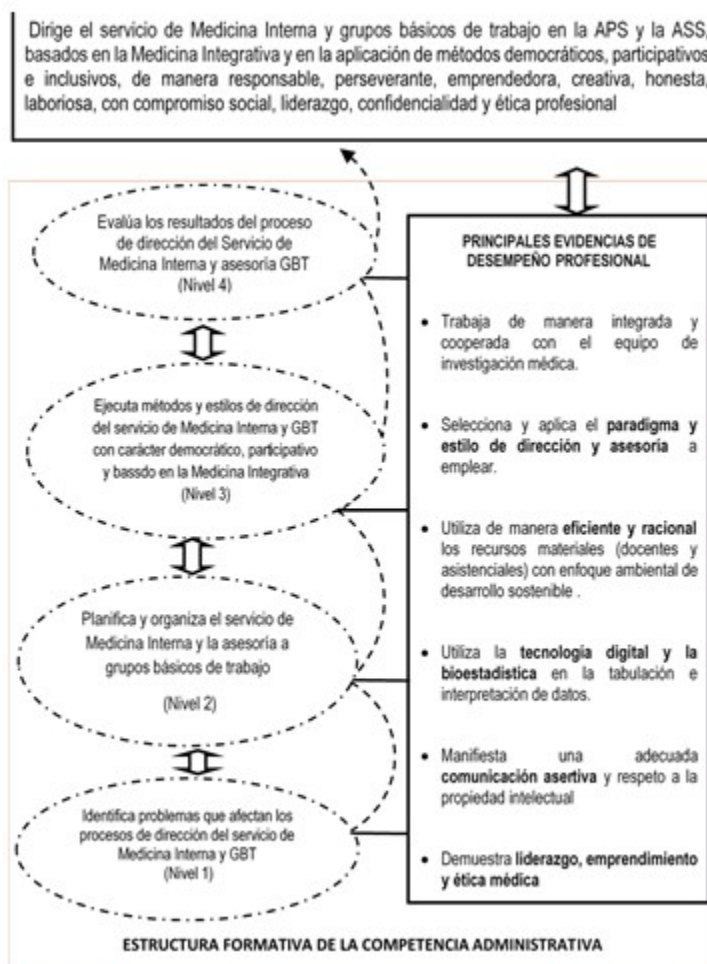 Dirige el servicio de Medicina Interna y grupos básicos de trabajo en la APS y la ASS,
basados en la Medicina Integrativa y en la aplicación de métodos democráticos, participativos
e inclusivos, de manera responsable, perseverante, emprendedora, creativa, honesta,
laboriosa, con compromiso social, liderazgo, confidencialidad y ética profesional
Evalúa los resultados del proceso
de dirección del Servicio de
Medicina Interna y asesoría GBT
(Nivel 4)
Ejecuta métodos y estilos de dirección
del servicio de Medicina Interna y GBT
con carácter democrático, participativo
y bassdo en la Medicina Integrativa
(Nivel 3)
Planifica y organiza el servicio de
Medicina Interna y la asesoría a
grupos básicos de trabajo
(Nivel 2)
Identifica problemas que afectan los
procesos de dirección del servicio de
Medicina Interna y GBT
(Nivel 1)
PRINCIPALES EVIDENCIAS DE
DESEMPEÑO PROFESIONAL
• Trabaja de manera integrada y
cooperada con el equipo de
investigación médica.
• Selecciona y aplica el paradigma y
estilo de dirección y asesoría a
emplear.
• Utiliza de manera eficiente y racional
los recursos materiales (docentes y
asistenciales) con enfoque ambiental de
desarrollo sostenible .
• Utiliza la tecnología digital y la
bioestadística en la tabulación e
interpretación de datos.
• Manifiesta una adecuada
comunicación asertiva y respeto a la
propiedad intelectual
• Demuestra liderazgo, emprendimiento
y ética médica
ESTRUCTURA FORMATIVA DE LA COMPETENCIA ADMINISTRATIVA